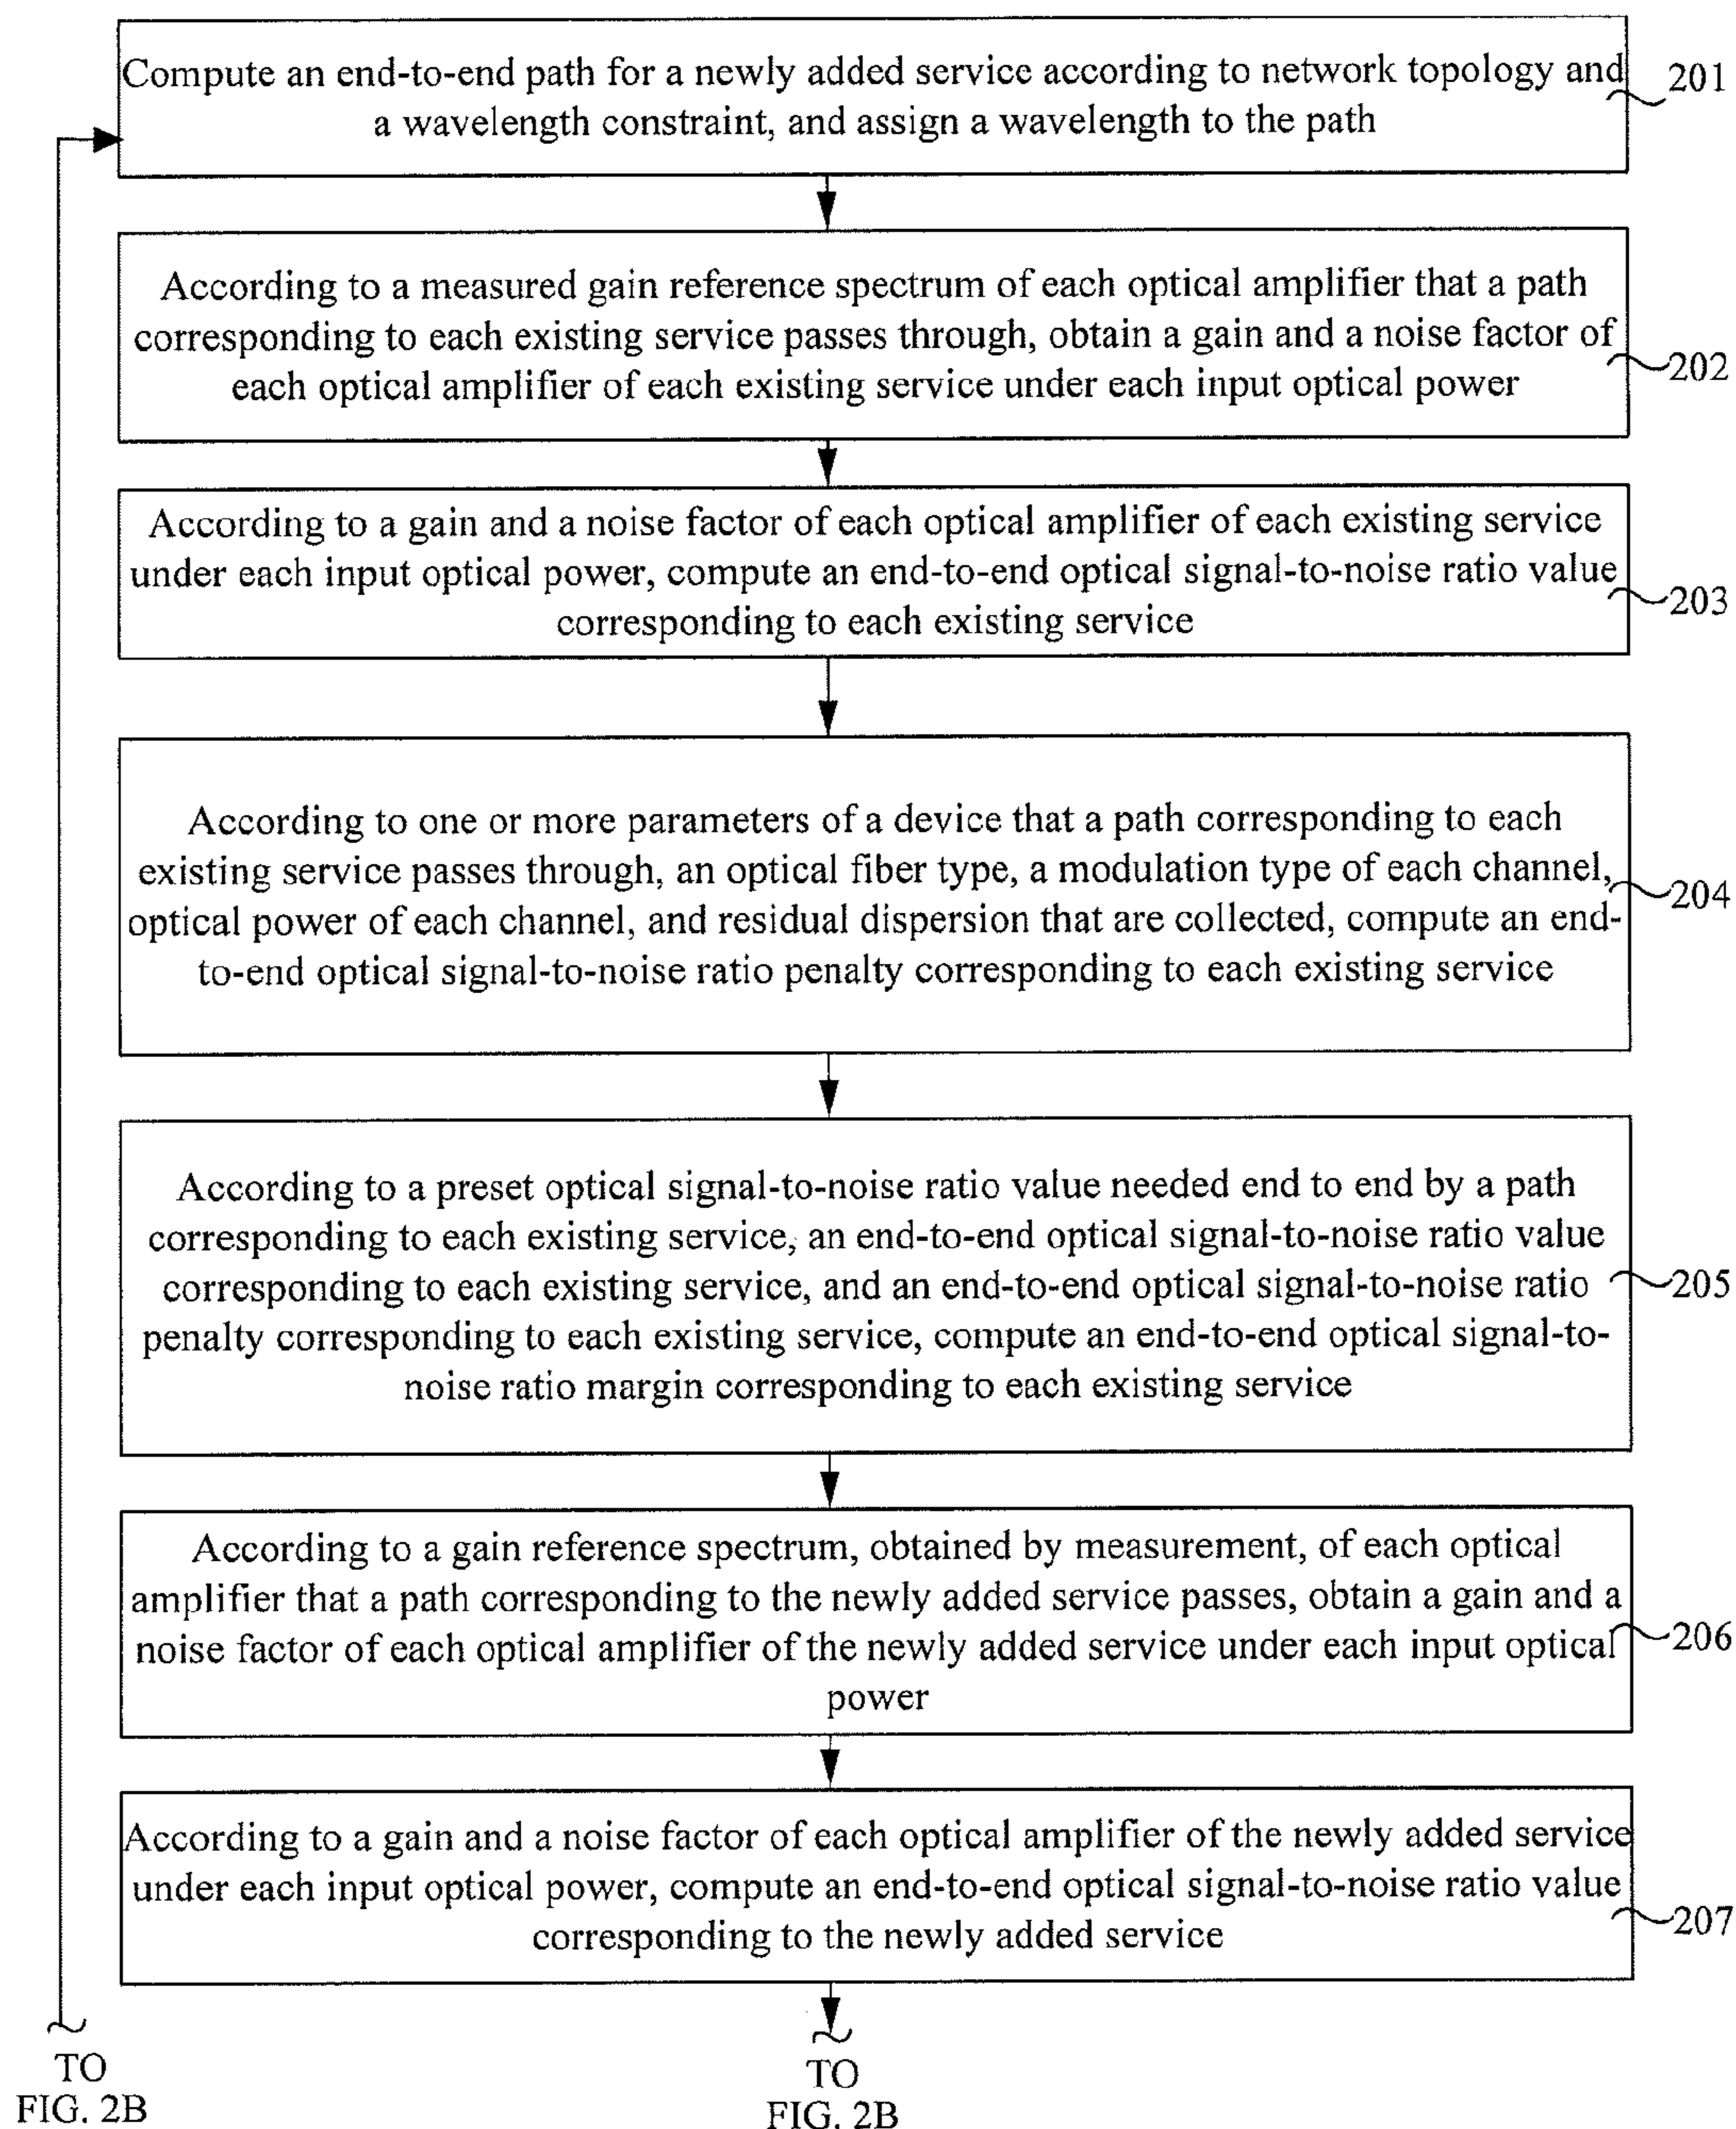 Compute an end-to-end path for a newly added service according to network topology and
a wavelength constraint, and assign a wavelength to the path
201
According to a measured gain reference spectrum of each optical amplifier that a path
corresponding to each existing service passes through, obtain a gain and a noise factor of
each optical amplifier of each existing service under each input optical power
202
According to a gain and a noise factor of each optical amplifier of each existing service
under each input optical power, compute an end-to-end optical signal-to-noise ratio value
corresponding to each existing service
203
According to one or more parameters of a device that a path corresponding to each
existing service passes through, an optical fiber type, a modulation type of each channel,
optical power of each channel, and residual dispersion that are collected, compute an end-
to-end optical signal-to-noise ratio penalty corresponding to each existing service
204
According to a preset optical signal-to-noise ratio value needed end to end by a path
corresponding to each existing service, an end-to-end optical signal-to-noise ratio value
corresponding to each existing service, and an end-to-end optical signal-to-noise ratio
penalty corresponding to each existing service, compute an end-to-end optical signal-to-
noise ratio margin corresponding to each existing service
205
According to a gain reference spectrum, obtained by measurement, of each optical
amplifier that a path corresponding to the newly added service passes, obtain a gain and a
noise factor of each optical amplifier of the newly added service under each input optical
power
206
According to a gain and a noise factor of each optical amplifier of the newly added service
under each input optical power, compute an end-to-end optical signal-to-noise ratio value
corresponding to the newly added service
207
TO
FIG. 2B
TO
FIG. 2B